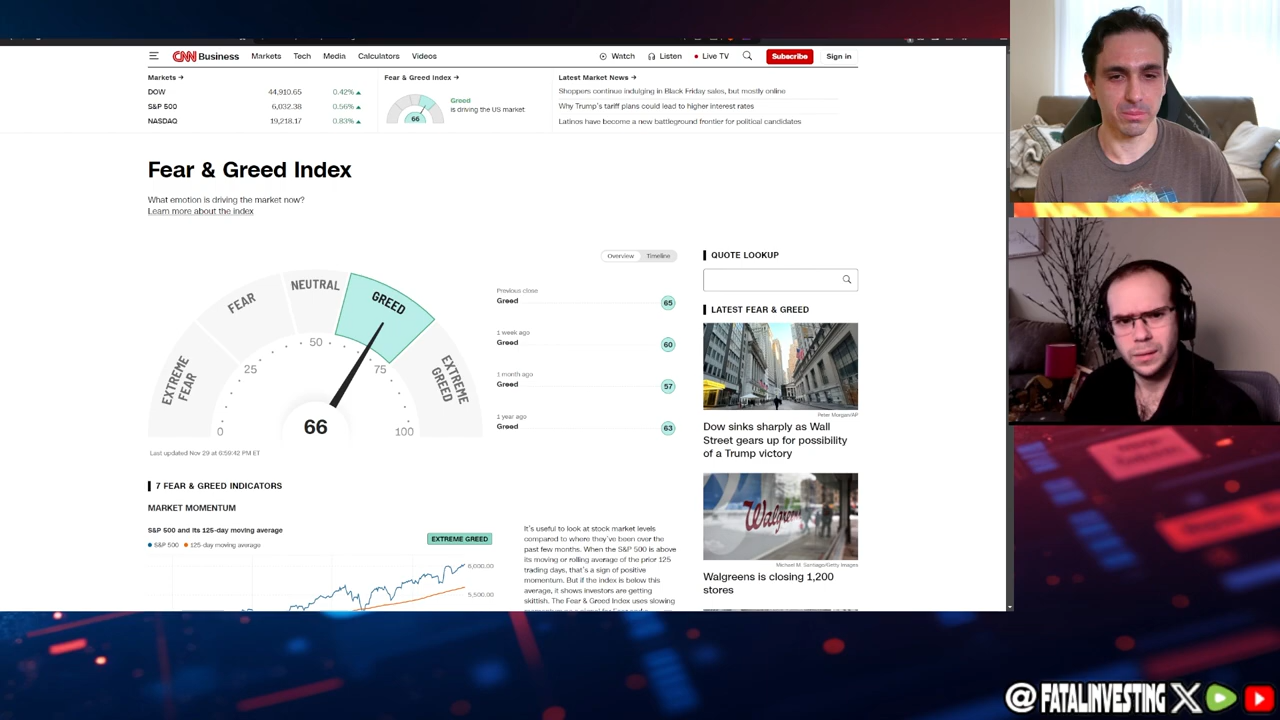 CNN Business Markets Tech Media Calculators Videos Watch Listen Live TV Subscribe Sign in
Markets →
DOW 44,910.65 0.42%
S&P 500 6,032.38 0.56%
NASDAQ 19,218.17 0.83%
Fear & Greed Index →
Greed
is driving the US market
66
Latest Market News →
Shoppers continue indulging in Black Friday sales, but mostly online
Why Trump's tariff plans could lead to higher interest rates
Latinos have become a new battleground frontier for political candidates
Fear & Greed Index
What emotion is driving the market now?
Learn more about the index
Overview Timeline
EXTREME FEAR
FEAR
NEUTRAL
GREED
EXTREME GREED
0
25
50
75
100
66
Last updated Nov 29 at 6:59:42 PM ET
Previous close
Greed 65
1 week ago
Greed 60
1 month ago
Greed 57
1 year ago
Greed 63
7 FEAR & GREED INDICATORS
MARKET MOMENTUM
S&P 500 and its 125-day moving average
S&P 500 125-day moving average
EXTREME GREED
6,000.00
5,500.00
It's useful to look at stock market levels
compared to where they've been over the
past few months. When the S&P 500 is above
its moving or rolling average of the prior 125
trading days, that's a sign of positive
momentum. But if the index is below this
average, it shows investors are getting
skittish. The Fear & Greed Index uses slowing
QUOTE LOOKUP
LATEST FEAR & GREED
Peter Morgan/AP
Dow sinks sharply as Wall
Street gears up for possibility
of a Trump victory
Walgreens
Michael M. Santiago/Getty Images
Walgreens is closing 1,200
stores
@FATALINVESTING X